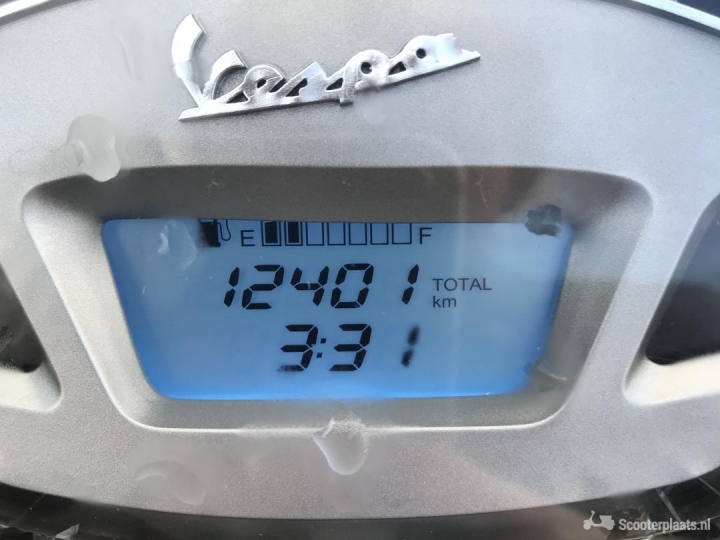 Vespa
E F
12401 TOTAL km
3:31
Scooterplaats.nl